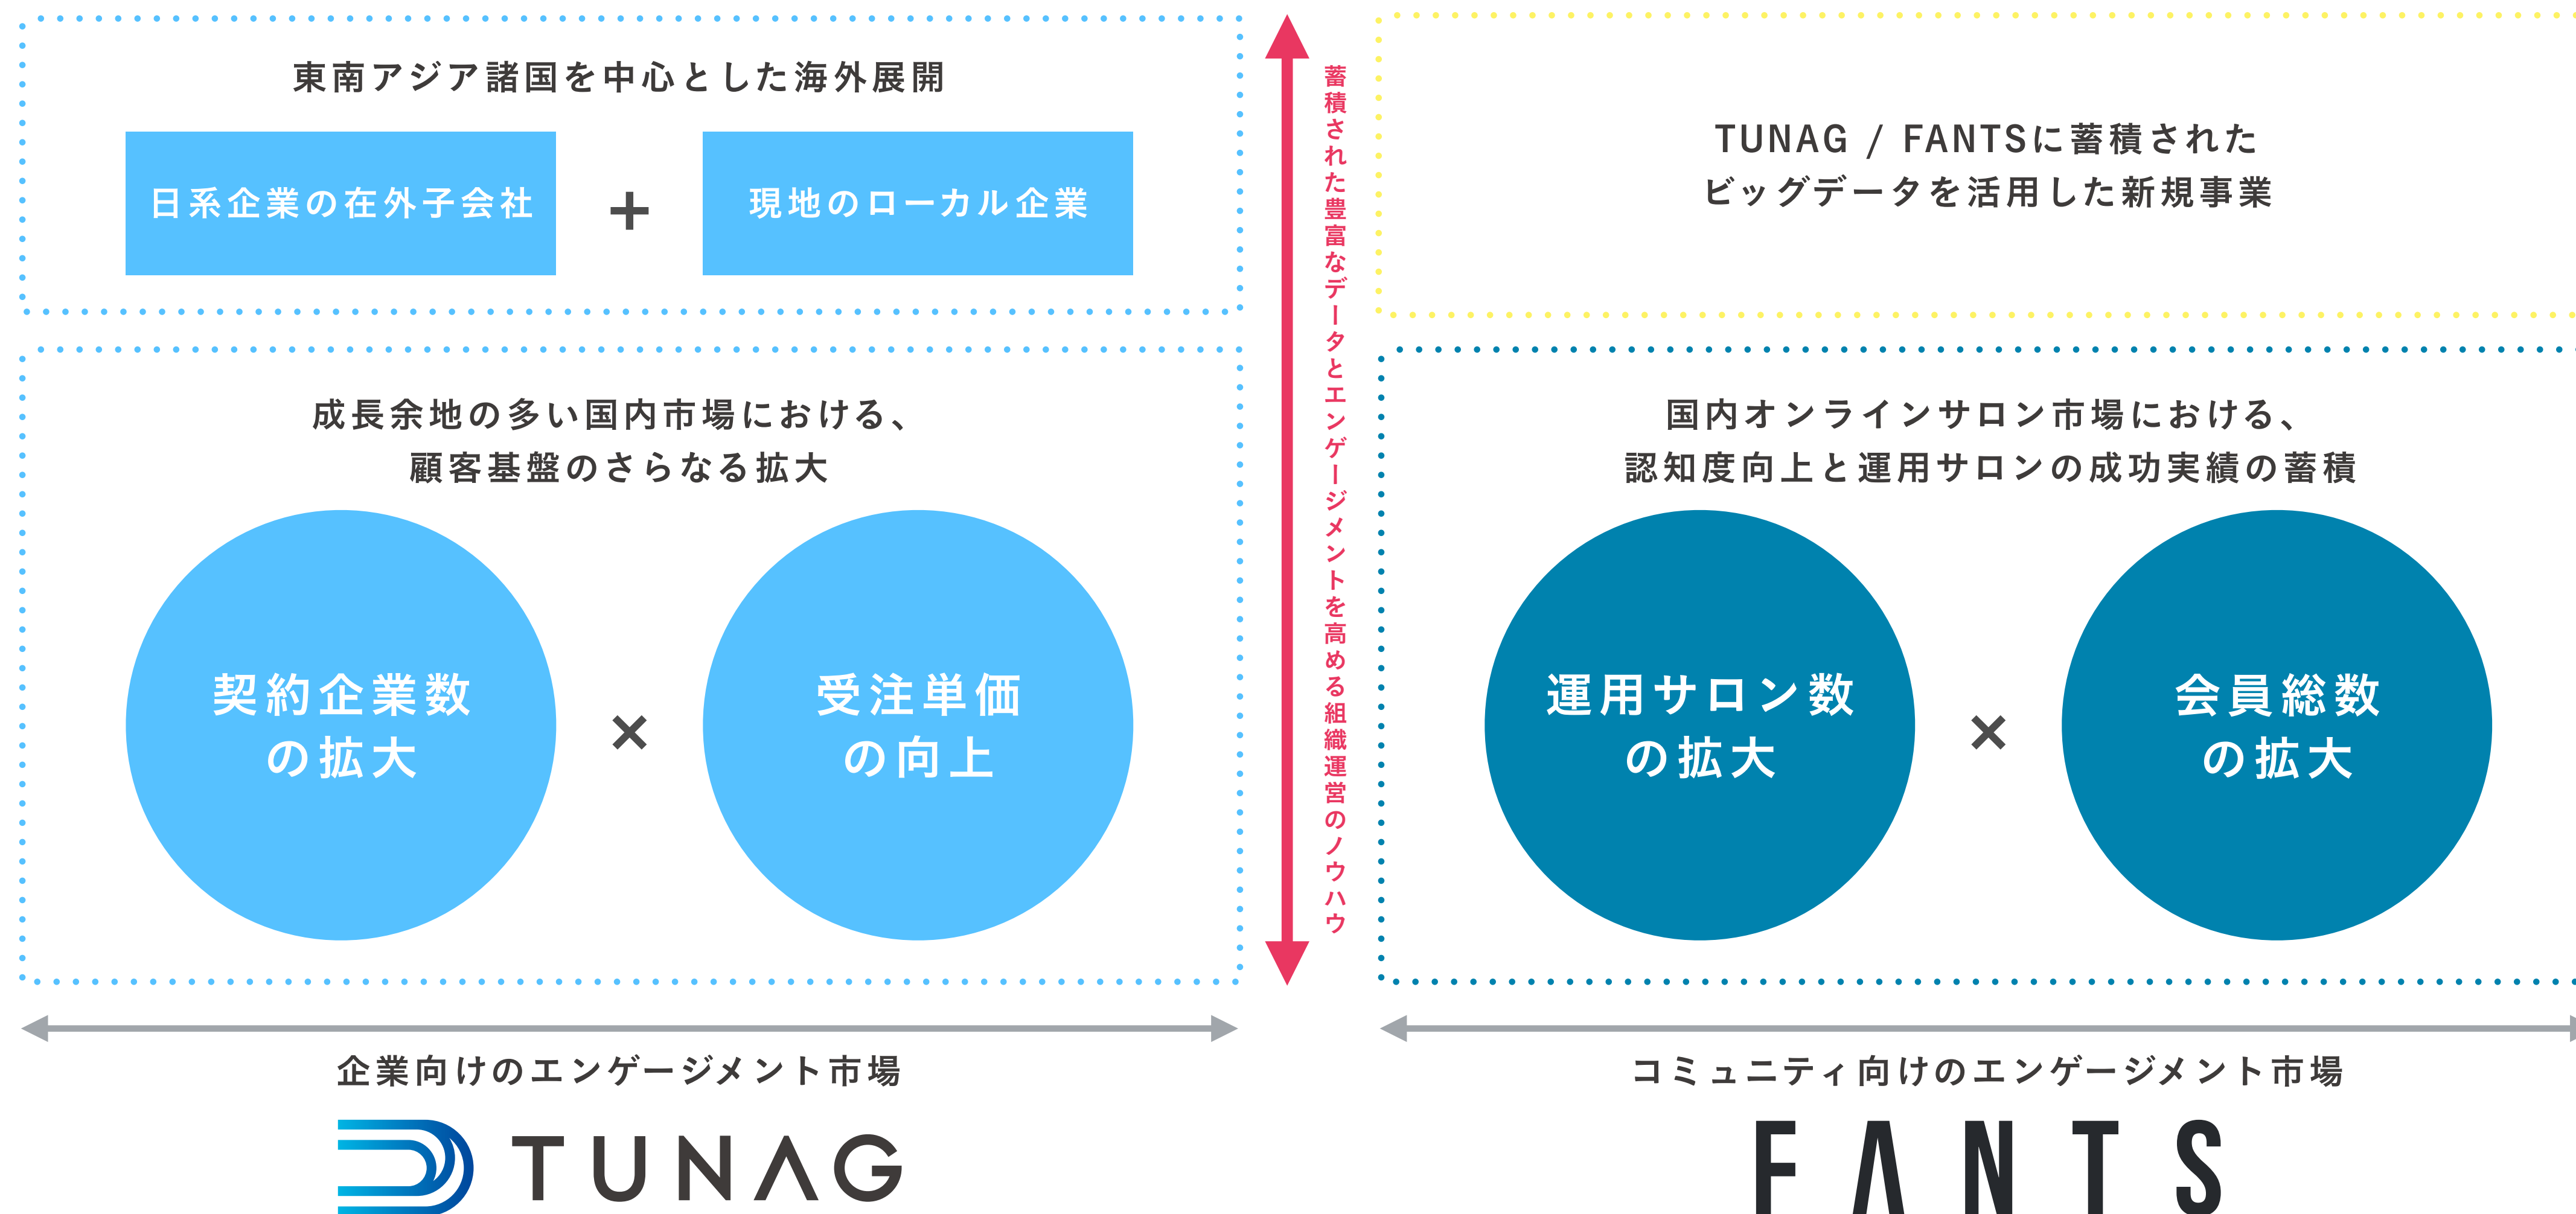 東南アジア諸国を中心とした海外展開
日系企業の在外子会社
+
現地のローカル企業
成長余地の多い国内市場における、
顧客基盤のさらなる拡大
契約企業数
の拡大
×
受注単価
の向上
企業向けのエンゲージメント市場
TUNAG
蓄積された豊富なデータとエンゲージメントを高める組織運営のノウハウ
TUNAG / FANTSに蓄積された
ビッグデータを活用した新規事業
国内オンラインサロン市場における、
認知度向上と運用サロンの成功実績の蓄積
運用サロン数
の拡大
×
会員総数
の拡大
コミュニティ向けのエンゲージメント市場
FANTS